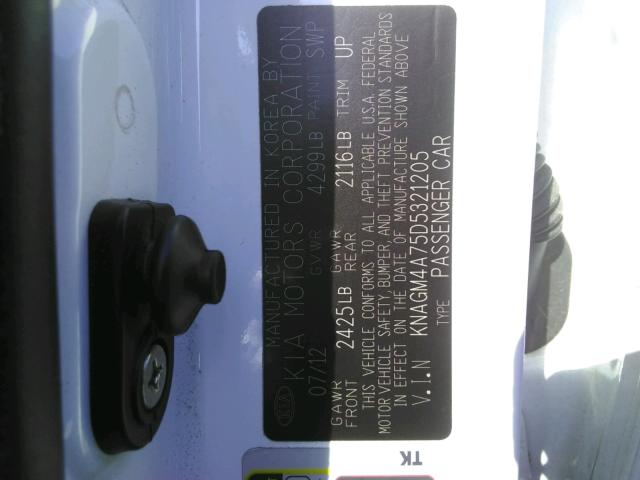 MANUFACTURED IN KOREA BY
KIA KIA MOTORS CORPORATION
07/12 GVWR 4299LB PAINT SWP
GAWR FRONT 2425LB GAWR REAR 2116LB TRIM UP
THIS VEHICLE CONFORMS TO ALL APPLICABLE U.S.A. FEDERAL
MOTOR VEHICLE SAFETY, BUMPER, AND THEFT PREVENTION STANDARDS
IN EFFECT ON THE DATE OF MANUFACTURE SHOWN ABOVE
V.I.N KNAGM4A75D5321205
TYPE PASSENGER CAR
TK